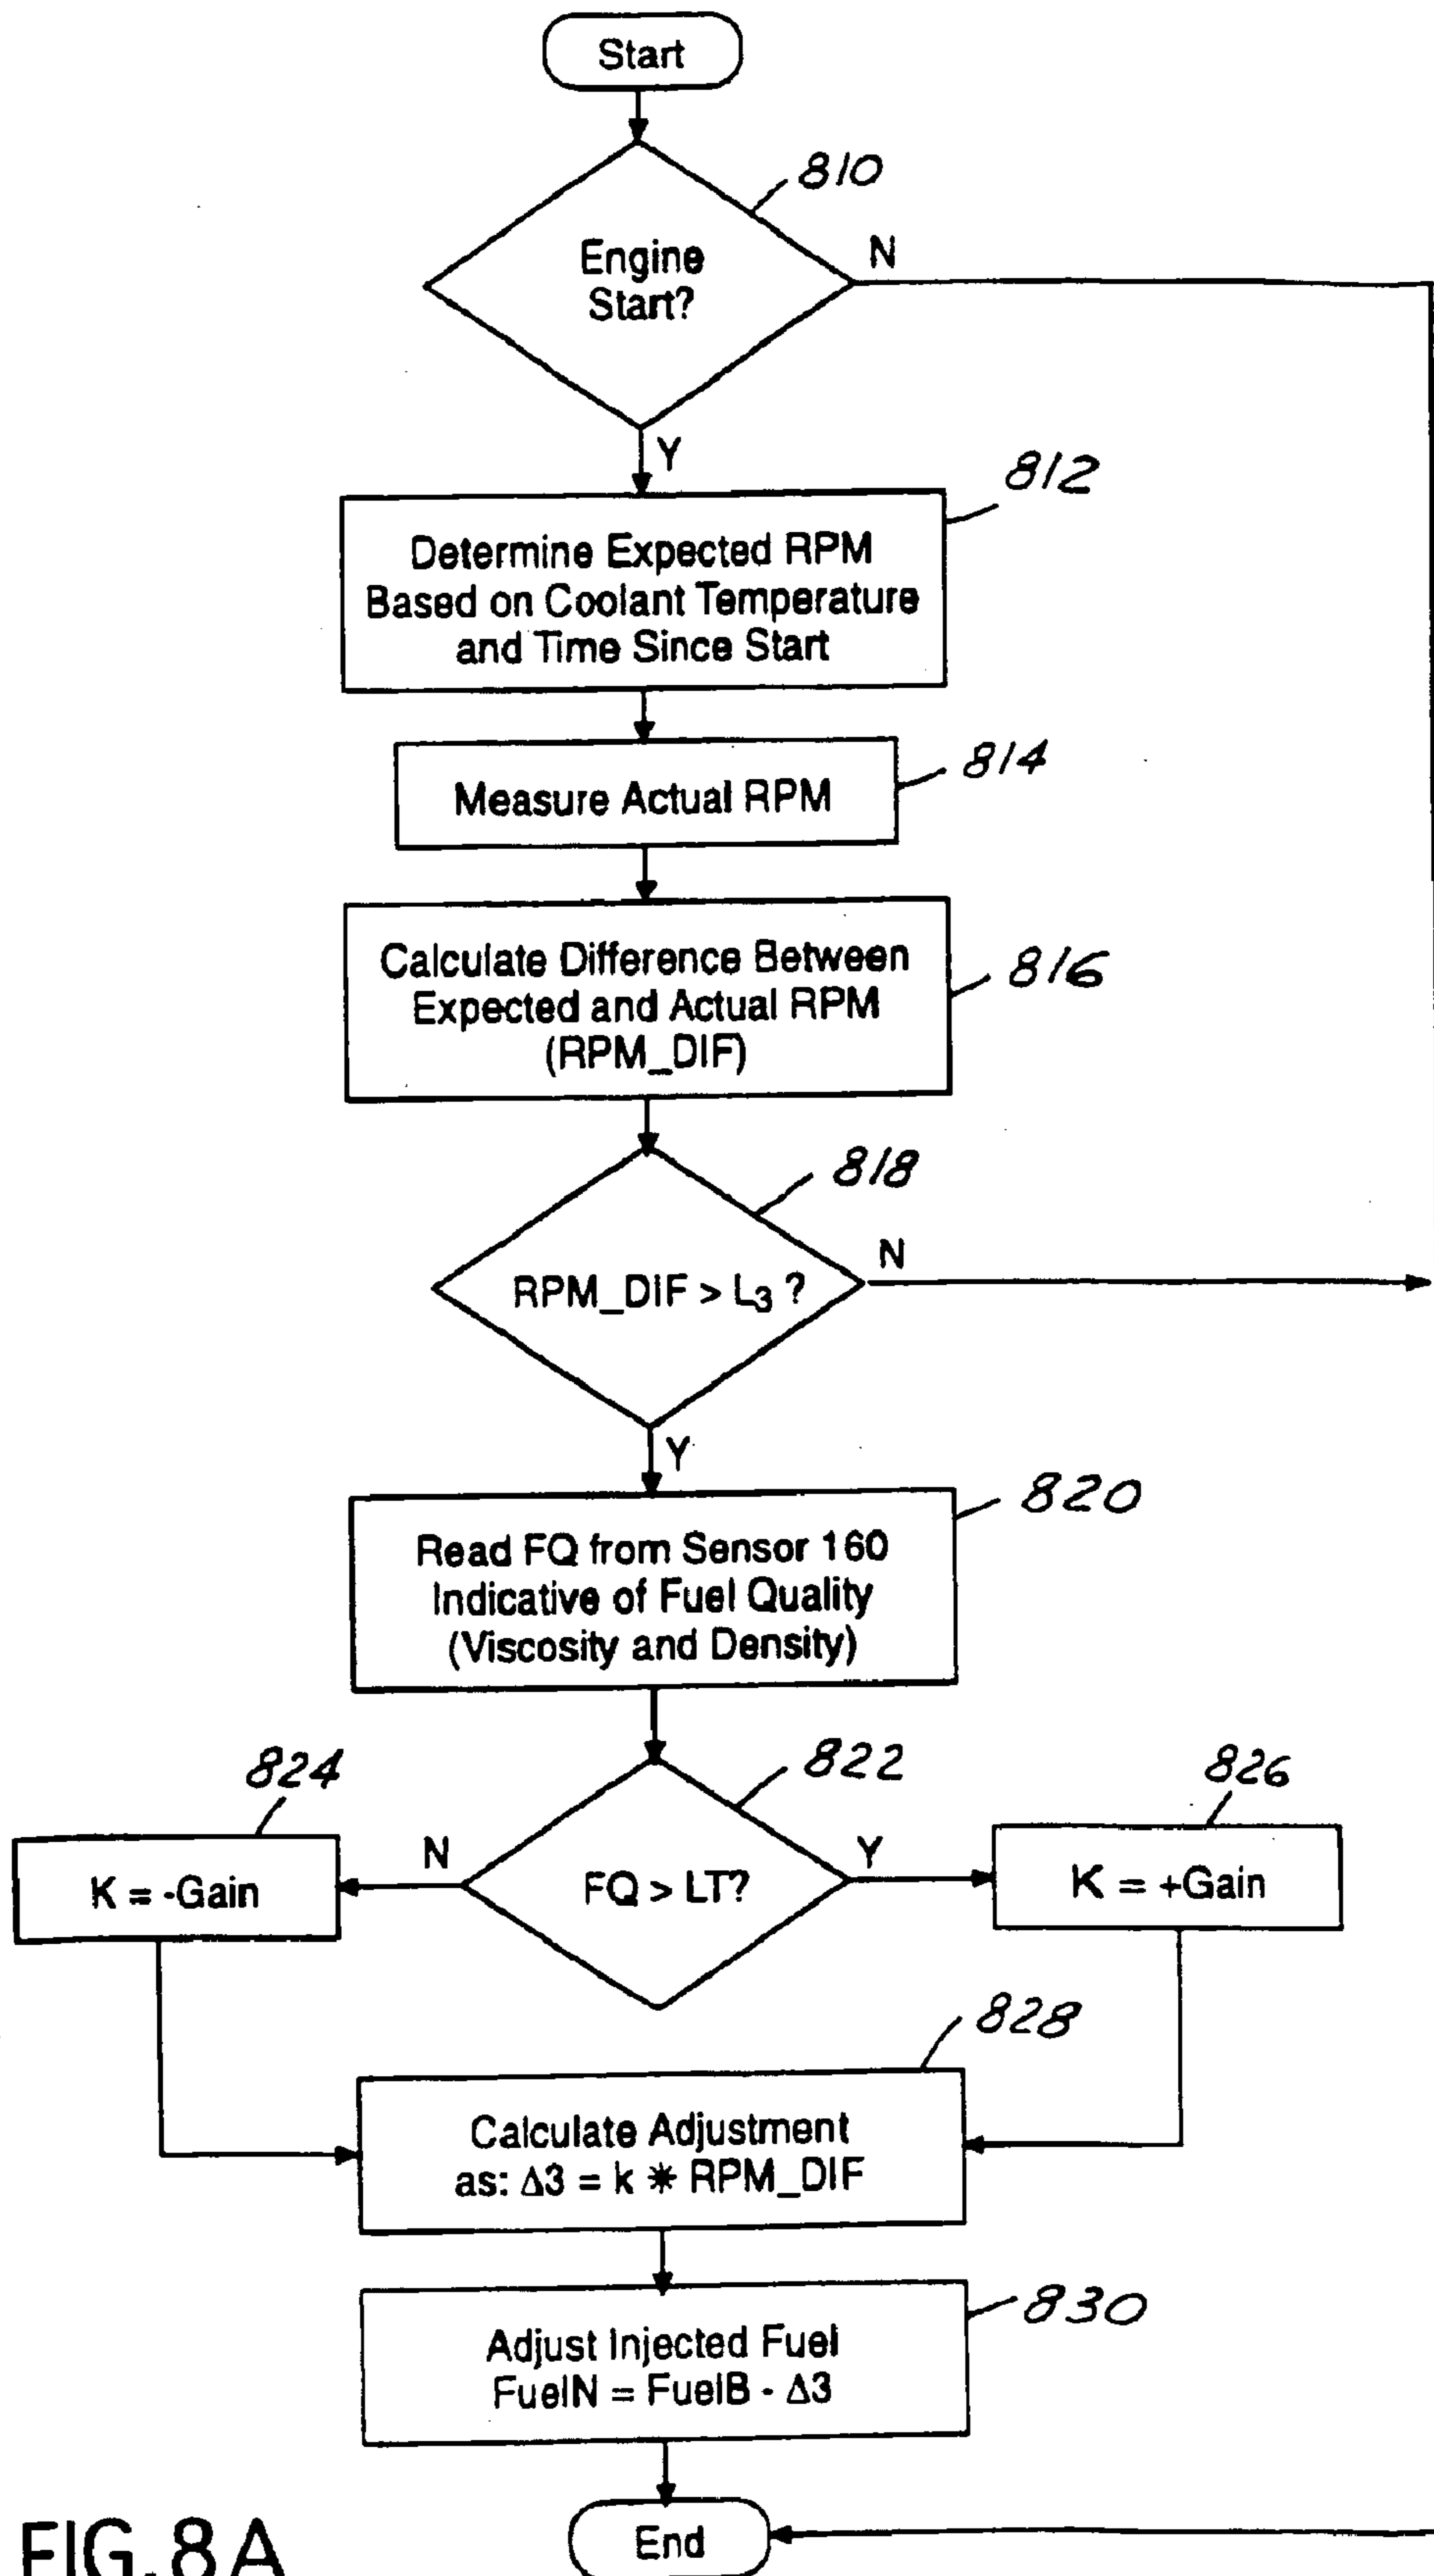 Start
810
Engine
Start?
N
Y
812
Determine Expected RPM
Based on Coolant Temperature
and Time Since Start
814
Measure Actual RPM
816
Calculate Difference Between
Expected and Actual RPM
(RPM_DIF)
818
RPM_DIF > L₃ ?
N
Y
820
Read FQ from Sensor 160
Indicative of Fuel Quality
(Viscosity and Density)
824
822
826
K = -Gain
N
FQ > LT?
Y
K = +Gain
828
Calculate Adjustment
as: Δ3 = k * RPM_DIF
830
Adjust Injected Fuel
FuelN = FuelB - Δ3
End
FIG.8A